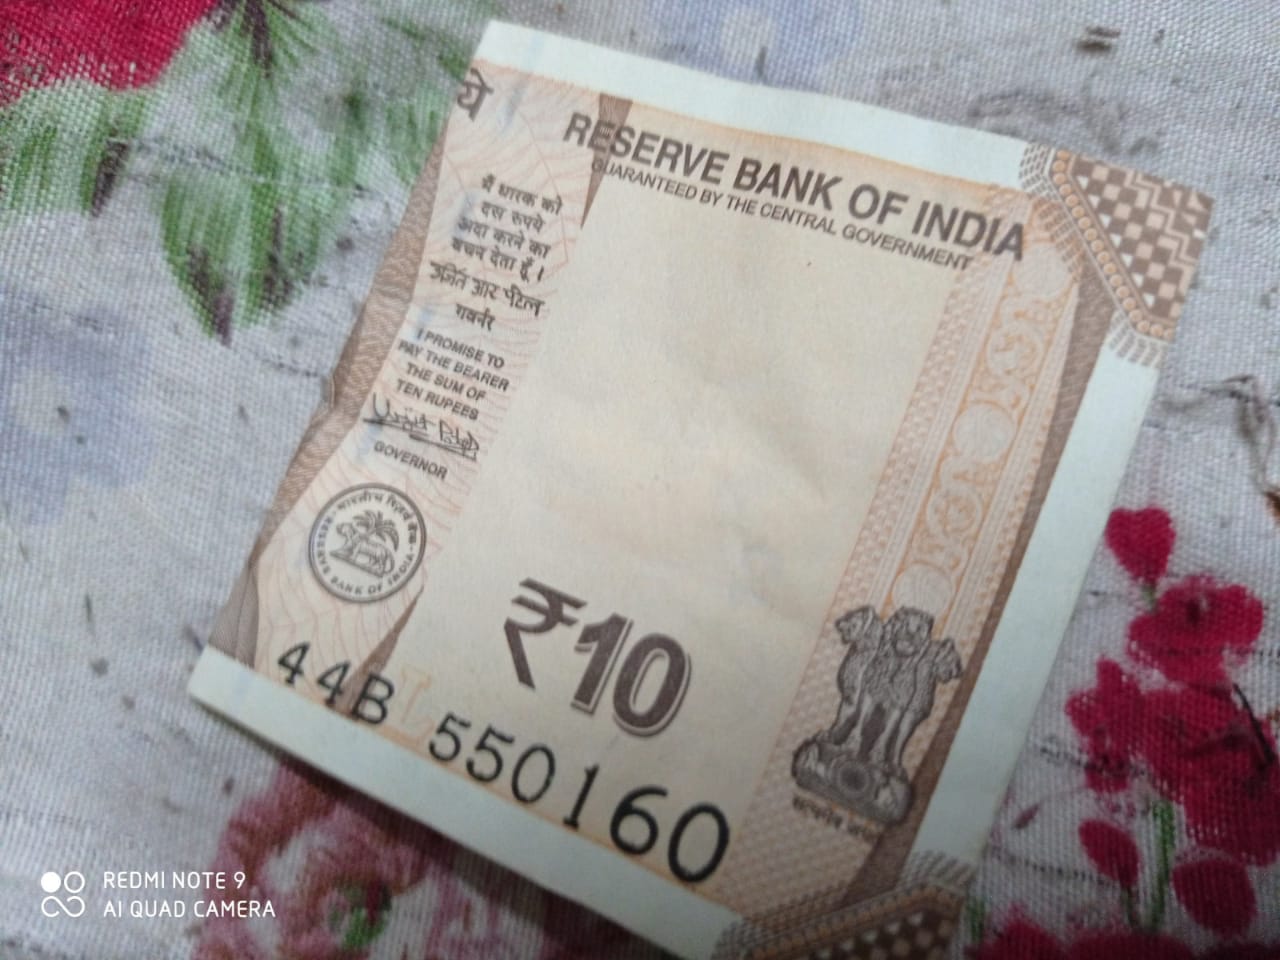 ये
RESERVE BANK OF INDIA
GUARANTEED BY THE CENTRAL GOVERNMENT
मैं धारक को
दस रुपये
अदा करने का
वचन देता हूँ।
उर्जित आर पटेल
गवर्नर
I PROMISE TO
PAY THE BEARER
THE SUM OF
TEN RUPEES
Urjit Patel
GOVERNOR
भारतीय रिज़र्व बैंक
RESERVE BANK OF INDIA
₹10
44B 550160
L
सत्यमेव जयते
REDMI NOTE 9
AI QUAD CAMERA